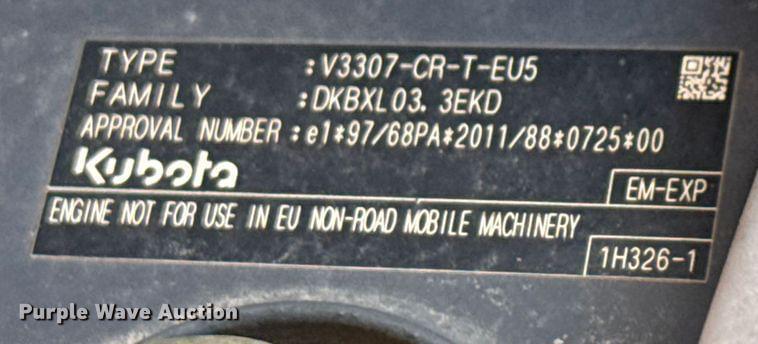 TYPE :V3307-CR-T-EU5
FAMILY :DKBXL03.3EKD
APPROVAL NUMBER :e1*97/68PA*2011/88*0725*00
Kubota
EM-EXP
ENGINE NOT FOR USE IN EU NON-ROAD MOBILE MACHINERY
1H326-1
Purple Wave Auction